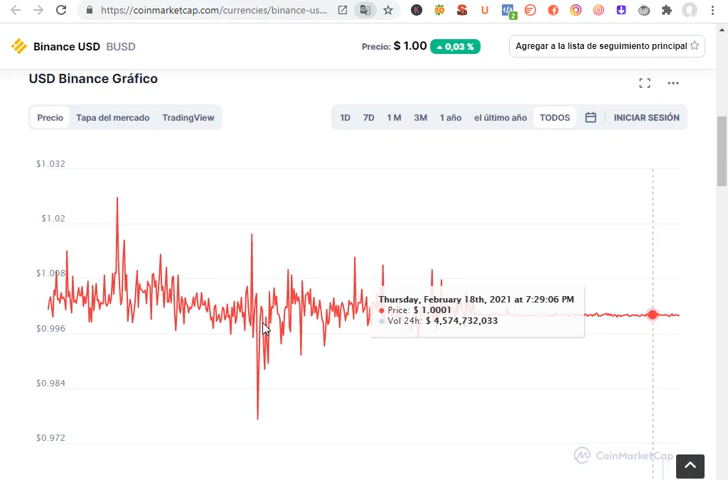 https://coinmarketcap.com/currencies/binance-us...
2
Binance USD BUSD
Precio: $ 1.00 0,03 %
Agregar a la lista de seguimiento principal
USD Binance Gráfico
Precio Tapa del mercado TradingView
1D 7D 1 M 3M 1 año el último año TODOS INICIAR SESIÓN
$1.032
$1.02
$1.008
$0.996
$0.984
$0.972
Thursday, February 18th, 2021 at 7:29:06 PM
Price: $ 1.0001
Vol 24h: $ 4,574,732,033
CoinMarketCap